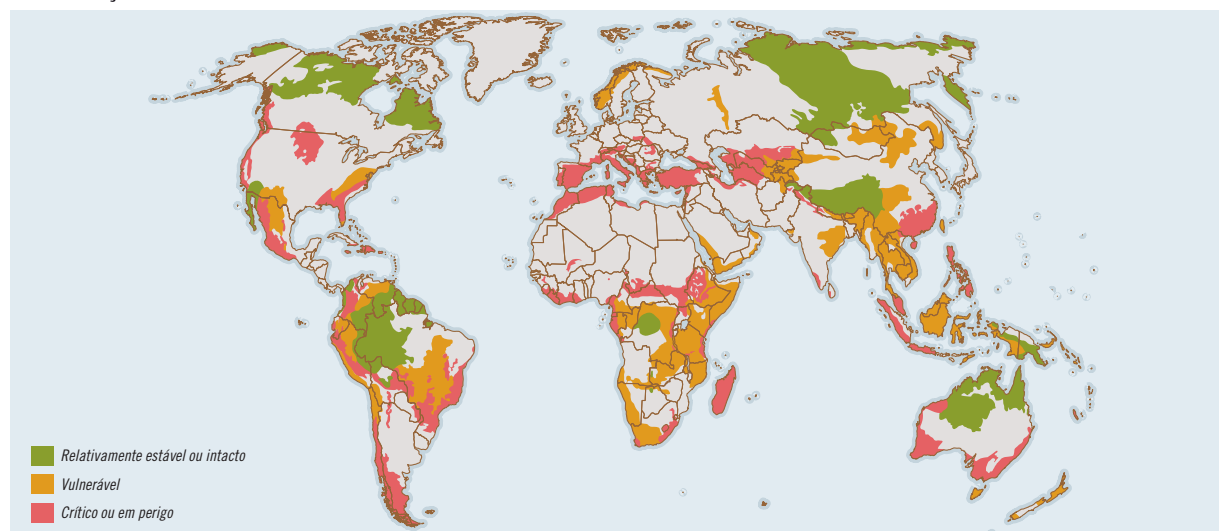 Relativamente estável ou intacto
Vulnerável
Crítico ou em perigo